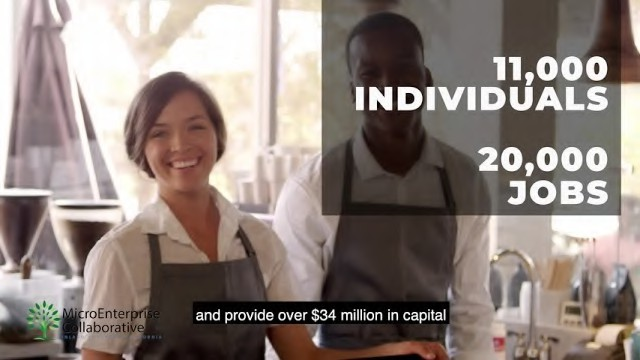 11,000
INDIVIDUALS
20,000
JOBS
MicroEnterprise
Collaborative
and provide over $34 million in capital